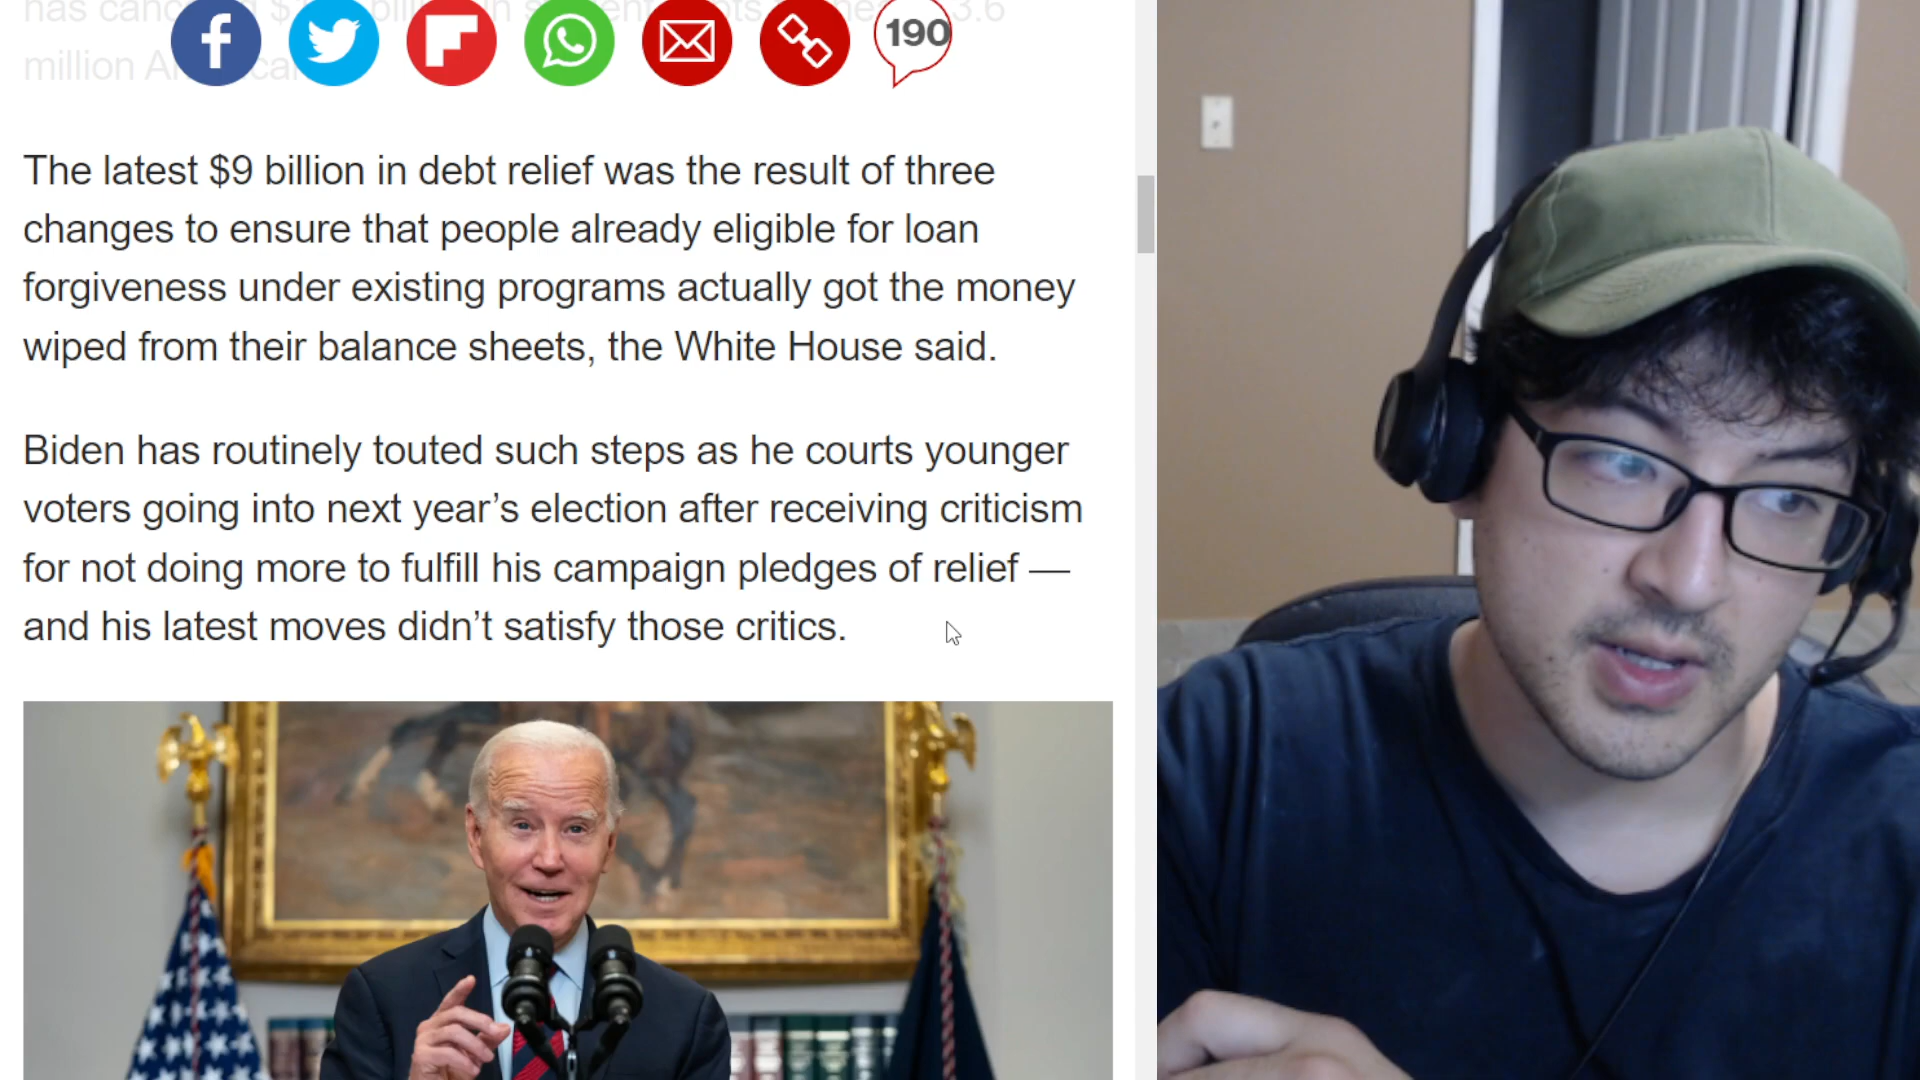 has
190
3.6
million
The latest $9 billion in debt relief was the result of three
changes to ensure that people already eligible for loan
forgiveness under existing programs actually got the money
wiped from their balance sheets, the White House said.
Biden has routinely touted such steps as he courts younger
voters going into next year’s election after receiving criticism
for not doing more to fulfill his campaign pledges of relief —
and his latest moves didn’t satisfy those critics.